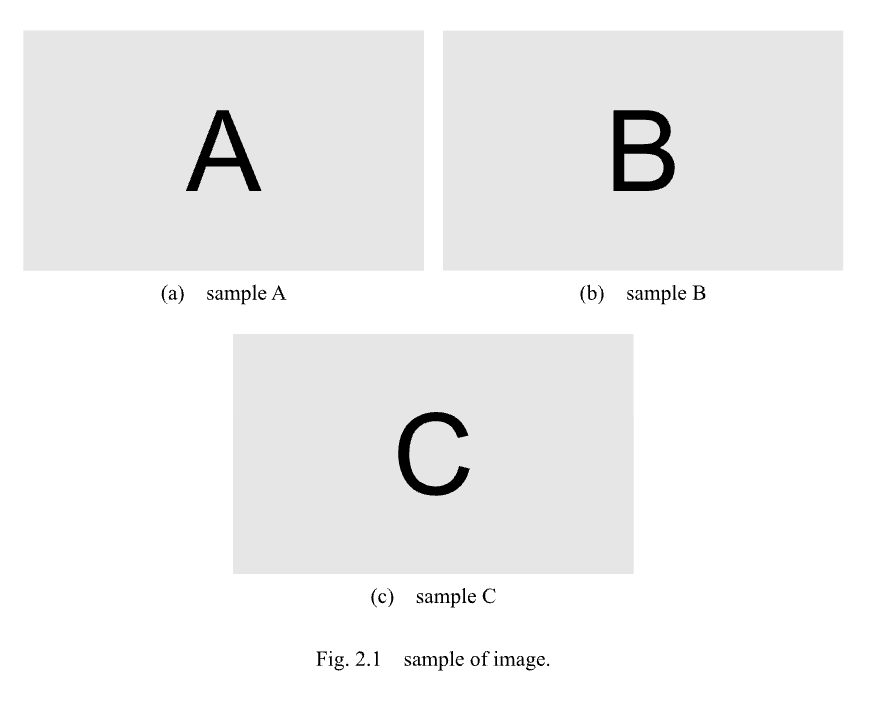 A
B
(a) sample A
(b) sample B
C
(c) sample C
Fig. 2.1 sample of image.